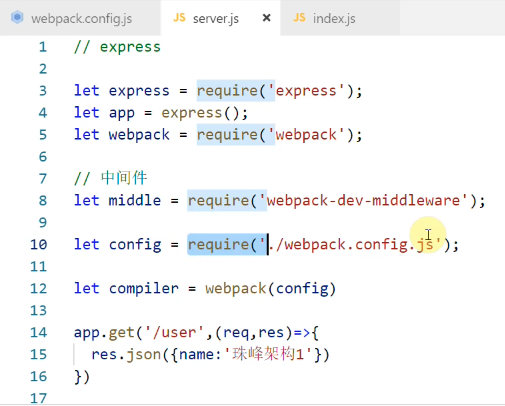 webpack.config.js
JS server.js ×
JS index.js
1 // express
2
3 let express = require('express');
4 let app = express();
5 let webpack = require('webpack');
6
7 // 中间件
8 let middle = require('webpack-dev-middleware');
9
10 let config = require('./webpack.config.js');
11
12 let compiler = webpack(config)
13
14 app.get('/user',(req,res)=>{
15 res.json({name:'珠峰架构1'})
16 })
17